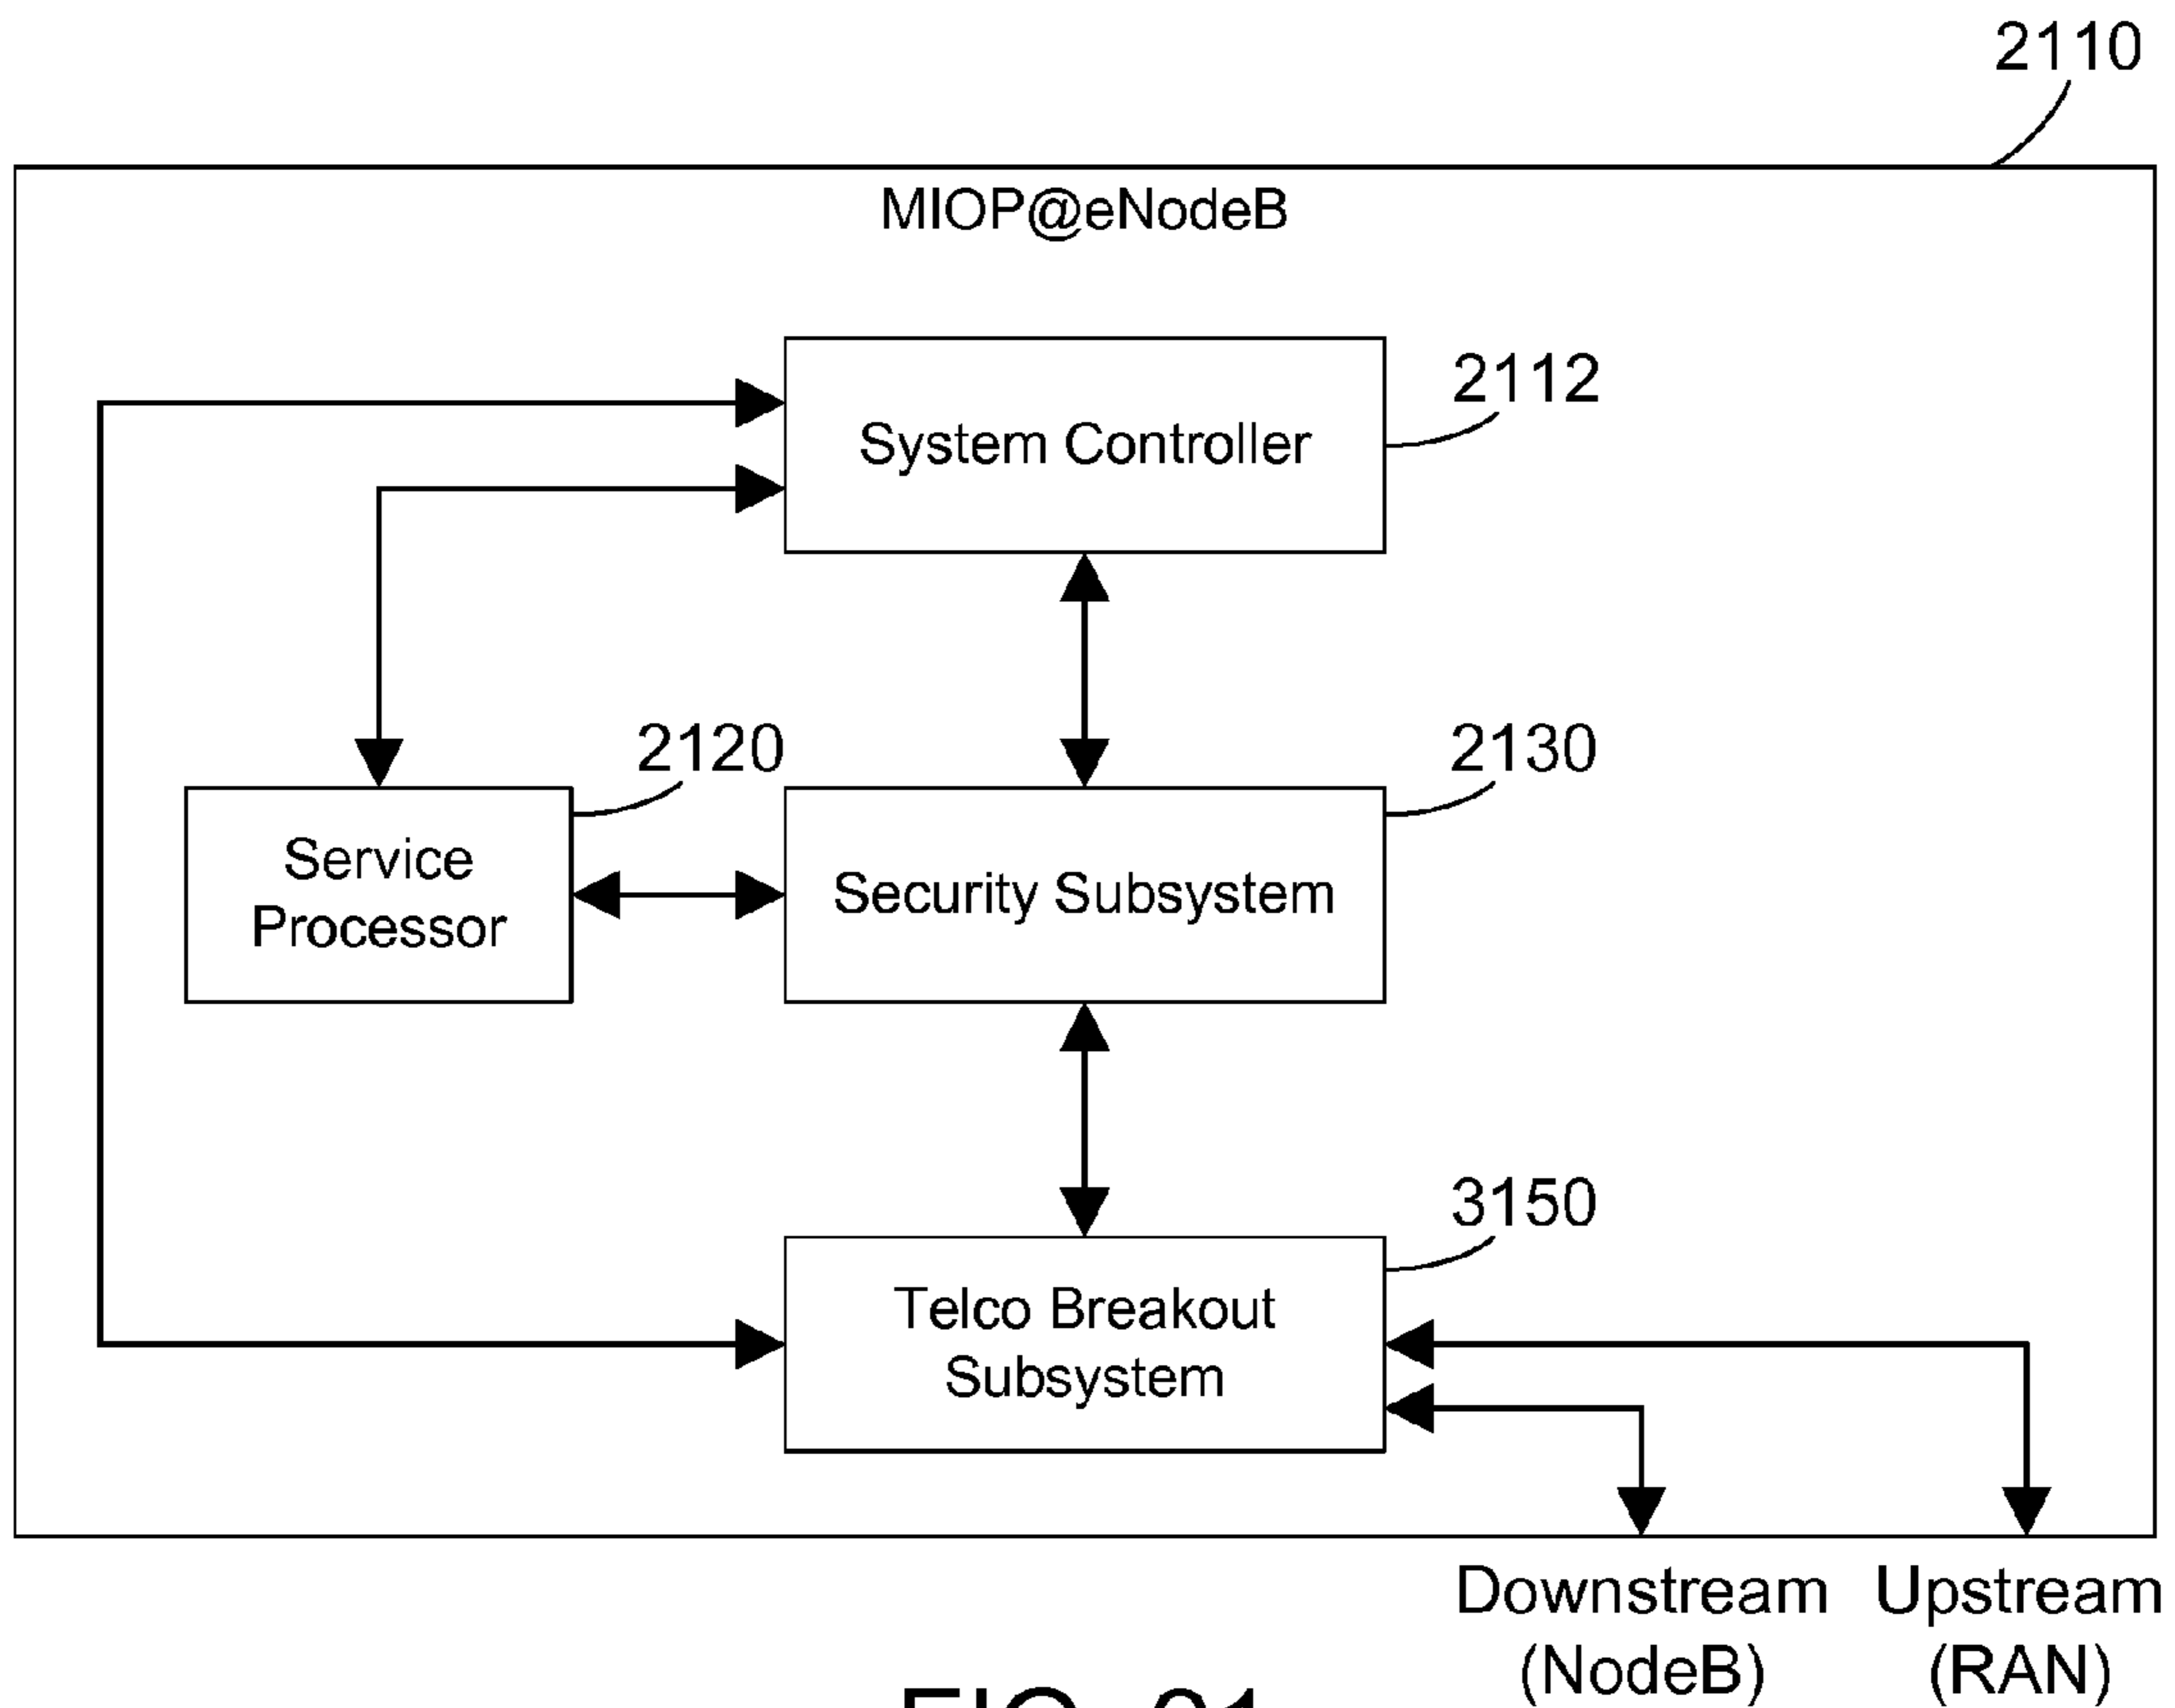 2110
MIOP@eNodeB
System Controller
2112
2120
2130
Service
Processor
Security Subsystem
3150
Telco Breakout
Subsystem
Downstream
(NodeB)
Upstream
(RAN)